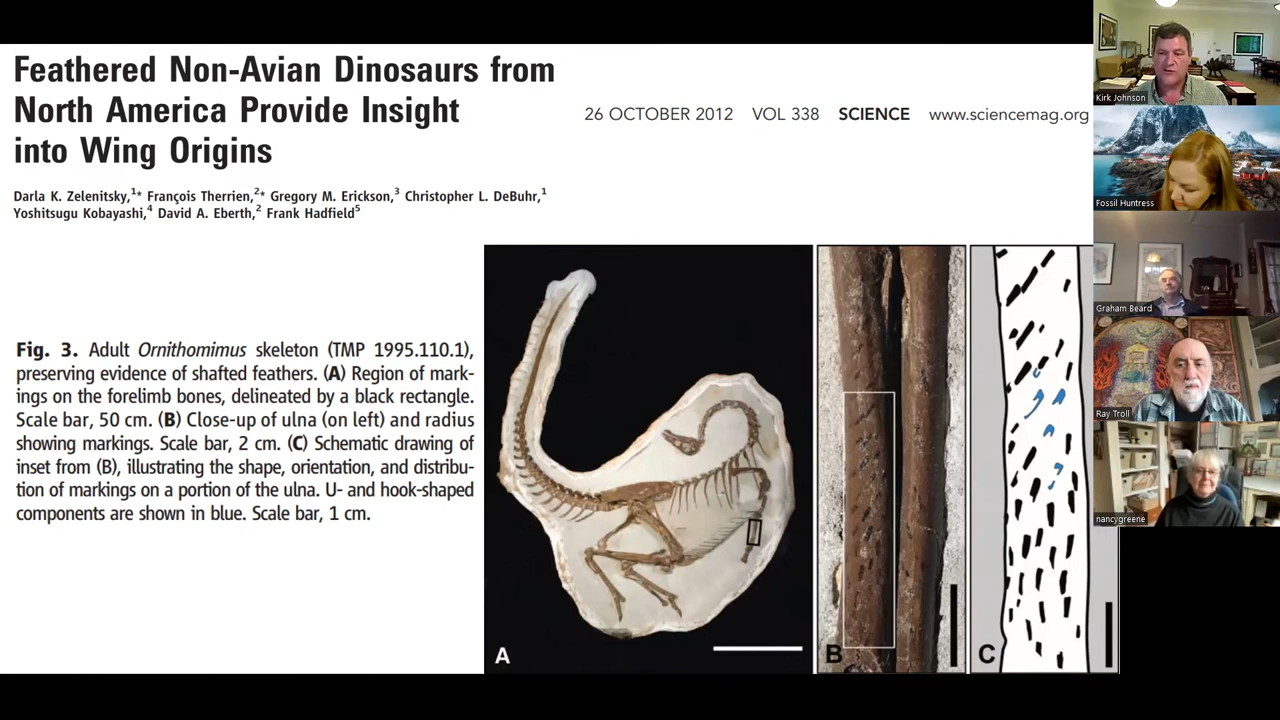 Feathered Non-Avian Dinosaurs from
North America Provide Insight
into Wing Origins
26 OCTOBER 2012 VOL 338 SCIENCE www.sciencemag.org
Darla K. Zelenitsky,1* François Therrien,2* Gregory M. Erickson,3 Christopher L. DeBuhr,1
Yoshitsugu Kobayashi,4 David A. Eberth,2 Frank Hadfield5
Fig. 3. Adult Ornithomimus skeleton (TMP 1995.110.1),
preserving evidence of shafted feathers. (A) Region of mark-
ings on the forelimb bones, delineated by a black rectangle.
Scale bar, 50 cm. (B) Close-up of ulna (on left) and radius
showing markings. Scale bar, 2 cm. (C) Schematic drawing of
inset from (B), illustrating the shape, orientation, and distribu-
tion of markings on a portion of the ulna. U- and hook-shaped
components are shown in blue. Scale bar, 1 cm.
A
B
C
Kirk Johnson
Fossil Huntress
Graham Beard
Ray Troll
nancygreene